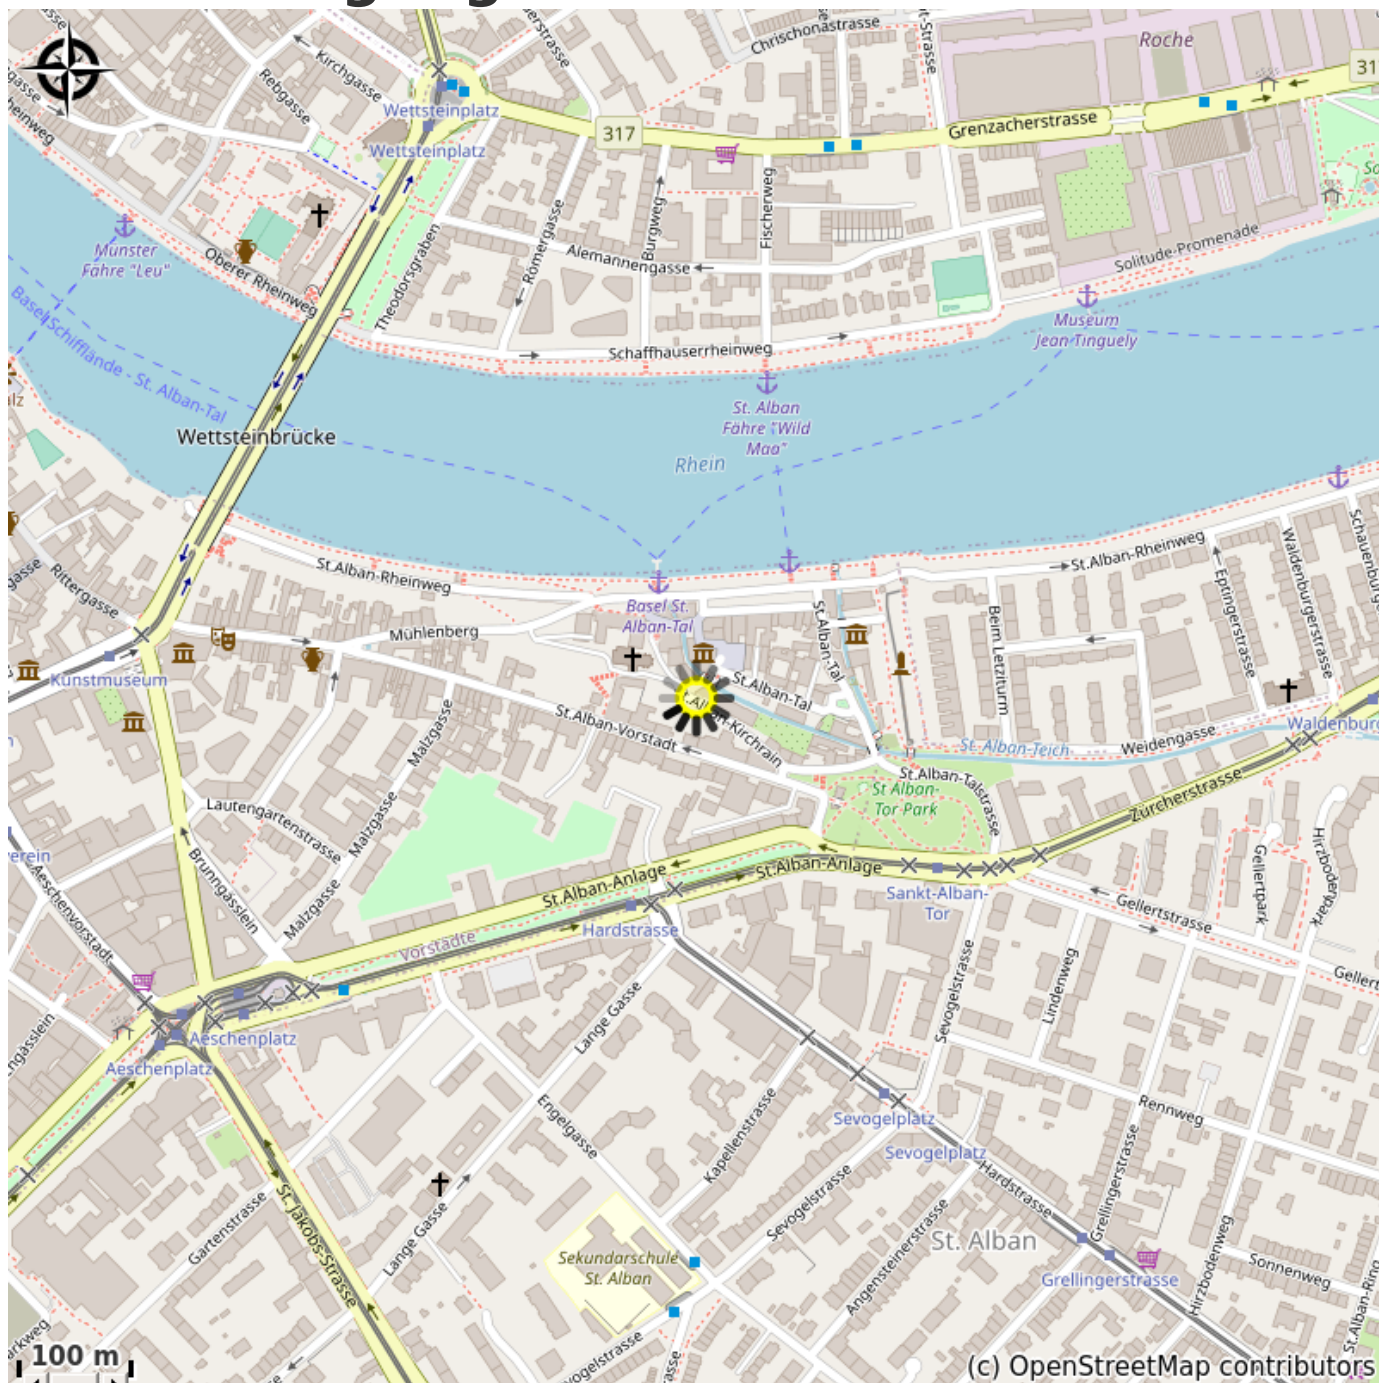 Chrischonastrasse
Roche
Kirchgasse
Rebgasse
31
Wettsteinplatz
317
Grenzacherstrasse
Wettsteinplatz
Fischerweg
Burgweg
Römergasse
Münster
Fähre "Leu"
Oberer Rheinweg
Theodorsgraben
Alemannengasse
Solitude-Promenade
Basel Schifflände - St. Alban-Tal
Schaffhauserrheinweg
Museum
Jean Tinguely
St. Alban
Fähre "Wild
Maa"
Wettsteinbrücke
Rhein
St.Alban-Rheinweg
St.Alban-Rheinweg
Rittergasse
Basel St.
Alban-Tal
Mühlenberg
St.Alban-Tal
Beim Letziturm
Eptingerstrasse
Waldenburgerstrasse
Kunstmuseum
St.Alban-Tal
St.Alban-Vorstadt
Kirchrain
St. Alban-Teich
Weidengasse
Malzgasse
St.Alban-Talstrasse
St Alban-
Tor-Park
Zürcherstrasse
Lautengartenstrasse
Malzgasse
Brunngässlein
Aeschenvorstadt
Malzgasse
St.Alban-Anlage
St.Alban-Anlage
Sankt-Alban-
Tor
Gellertstrasse
Gellertpark
Hirzbodenpark
Vorstädte
Hardstrasse
Sevogelstrasse
Lindenweg
Aeschenplatz
Aeschenplatz
Lange Gasse
Engelgasse
Kapellenstrasse
Sevogelplatz
Sevogelplatz
Rennweg
Hardstrasse
Grellingerstrasse
Gartenstrasse
St. Jakobs-Strasse
Lange Gasse
Sevogelstrasse
Angensteinerstrasse
St. Alban
Sekundarschule
St. Alban
Grellingerstrasse
Hirzbodenweg
Sonnenweg
100 m
(c) OpenStreetMap contributors